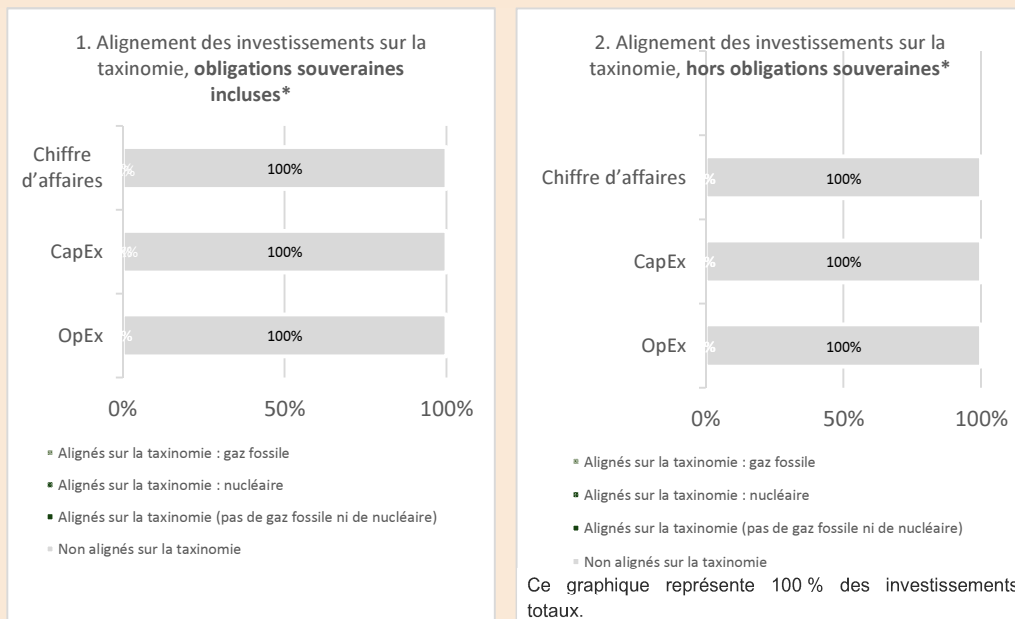 1. Alignement des investissements sur la
taxinomie, obligations souveraines
incluses*
Chiffre
d’affaires
100%
CapEx
100%
OpEx
100%
0% 50% 100%
Alignés sur la taxinomie : gaz fossile
Alignés sur la taxinomie : nucléaire
Alignés sur la taxinomie (pas de gaz fossile ni de nucléaire)
Non alignés sur la taxinomie
2. Alignement des investissements sur la
taxinomie, hors obligations souveraines*
Chiffre d’affaires
100%
CapEx
100%
OpEx
100%
0% 50% 100%
Alignés sur la taxinomie : gaz fossile
Alignés sur la taxinomie : nucléaire
Alignés sur la taxinomie (pas de gaz fossile ni de nucléaire)
Non alignés sur la taxinomie
Ce graphique représente 100 % des investissements
totaux.